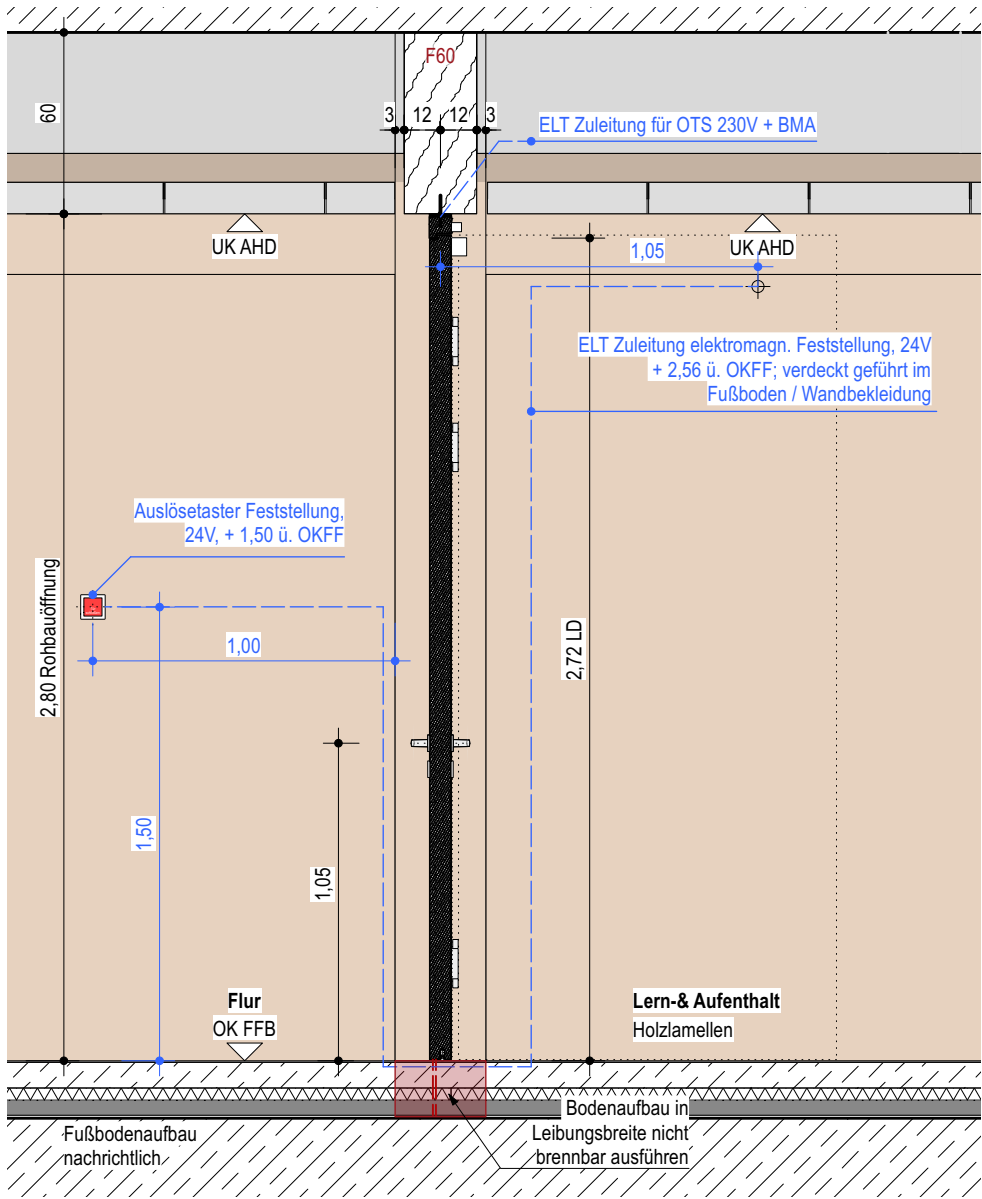 F60
60
3
12
12
3
ELT Zuleitung für OTS 230V + BMA
UK AHD
UK AHD
1,05
ELT Zuleitung elektromagn. Feststellung, 24V
+ 2,56 ü. OKFF; verdeckt geführt im
Fußboden / Wandbekleidung
Auslösetaster Feststellung,
24V, + 1,50 ü. OKFF
2,80 Rohbauöffnung
1,00
2,72 LD
1,50
1,05
Flur
OK FFB
Lern-& Aufenthalt
Holzlamellen
Fußbodenaufbau
nachrichtlich
Bodenaufbau in
Leibungsbreite nicht
brennbar ausführen